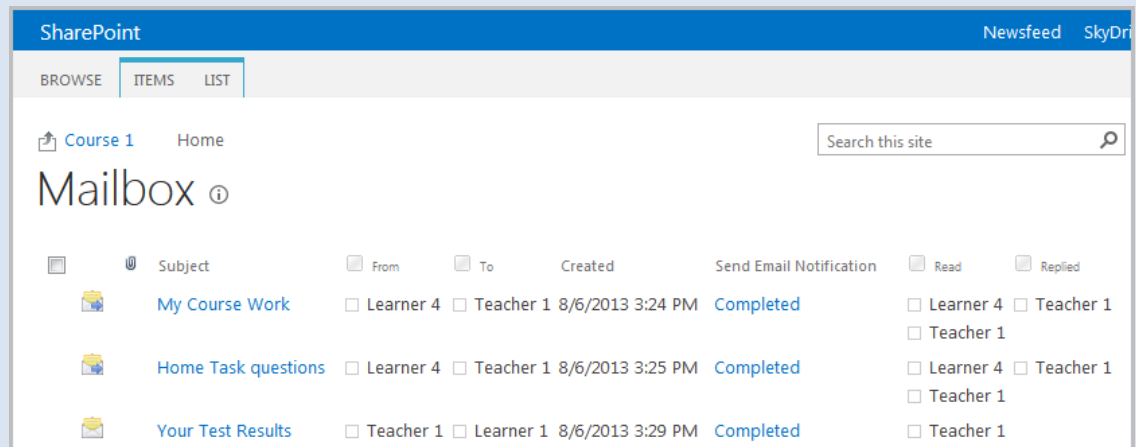 SharePoint Newsfeed SkyDri
BROWSE ITEMS LIST
Course 1 Home Search this site
Mailbox
Subject From To Created Send Email Notification Read Replied
My Course Work Learner 4 Teacher 1 8/6/2013 3:24 PM Completed Learner 4 Teacher 1
Teacher 1
Home Task questions Learner 4 Teacher 1 8/6/2013 3:25 PM Completed Learner 4 Teacher 1
Teacher 1
Your Test Results Teacher 1 Learner 1 8/6/2013 3:29 PM Completed Teacher 1